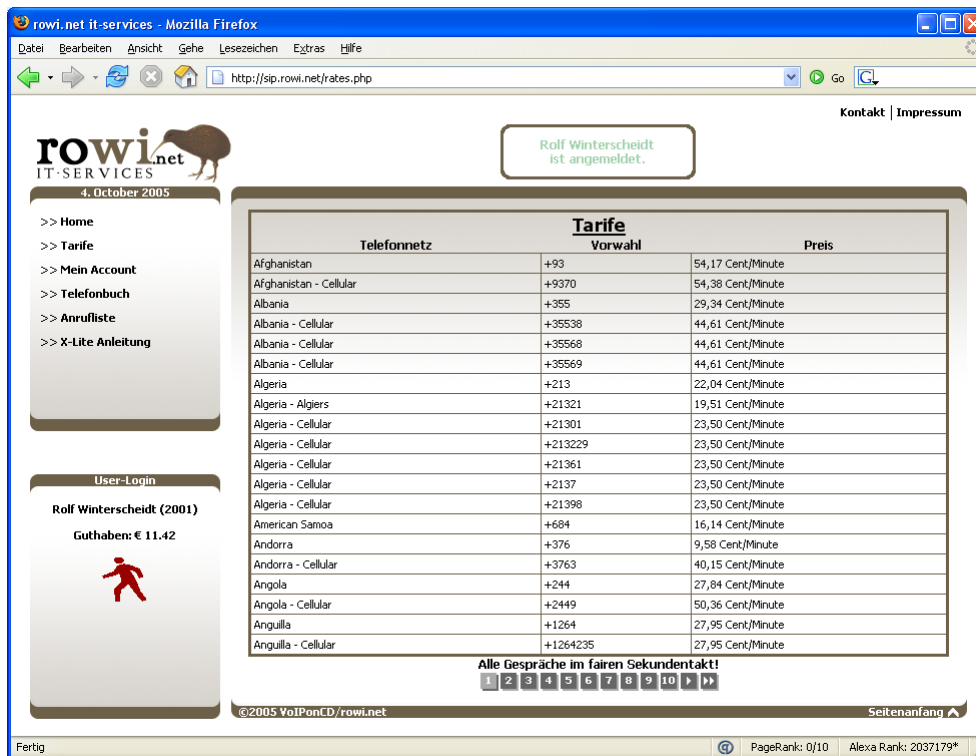 rowi.net it-services - Mozilla Firefox
Datei Bearbeiten Ansicht Gehe Lesezeichen Extras Hilfe
http://sip.rowi.net/rates.php Go G
Kontakt | Impressum
rowi.net
IT-SERVICES
Rolf Winterscheidt
ist angemeldet.
4. October 2005
>> Home
>> Tarife
>> Mein Account
>> Telefonbuch
>> Anrufliste
>> X-Lite Anleitung
User-Login
Rolf Winterscheidt (2001)
Guthaben: € 11.42
Tarife
Telefonnetz Vorwahl Preis
Afghanistan +93 54,17 Cent/Minute
Afghanistan - Cellular +9370 54,38 Cent/Minute
Albania +355 29,34 Cent/Minute
Albania - Cellular +35538 44,61 Cent/Minute
Albania - Cellular +35568 44,61 Cent/Minute
Albania - Cellular +35569 44,61 Cent/Minute
Algeria +213 22,04 Cent/Minute
Algeria - Algiers +21321 19,51 Cent/Minute
Algeria - Cellular +21301 23,50 Cent/Minute
Algeria - Cellular +213229 23,50 Cent/Minute
Algeria - Cellular +21361 23,50 Cent/Minute
Algeria - Cellular +2137 23,50 Cent/Minute
Algeria - Cellular +21398 23,50 Cent/Minute
American Samoa +684 16,14 Cent/Minute
Andorra +376 9,58 Cent/Minute
Andorra - Cellular +3763 40,15 Cent/Minute
Angola +244 27,84 Cent/Minute
Angola - Cellular +2449 50,36 Cent/Minute
Anguilla +1264 27,95 Cent/Minute
Anguilla - Cellular +1264235 27,95 Cent/Minute
Alle Gespräche im fairen Sekundentakt!
1 2 3 4 5 6 7 8 9 10
©2005 VoIPonCD/rowi.net Seitenanfang
Fertig PageRank: 0/10 Alexa Rank: 2037179*